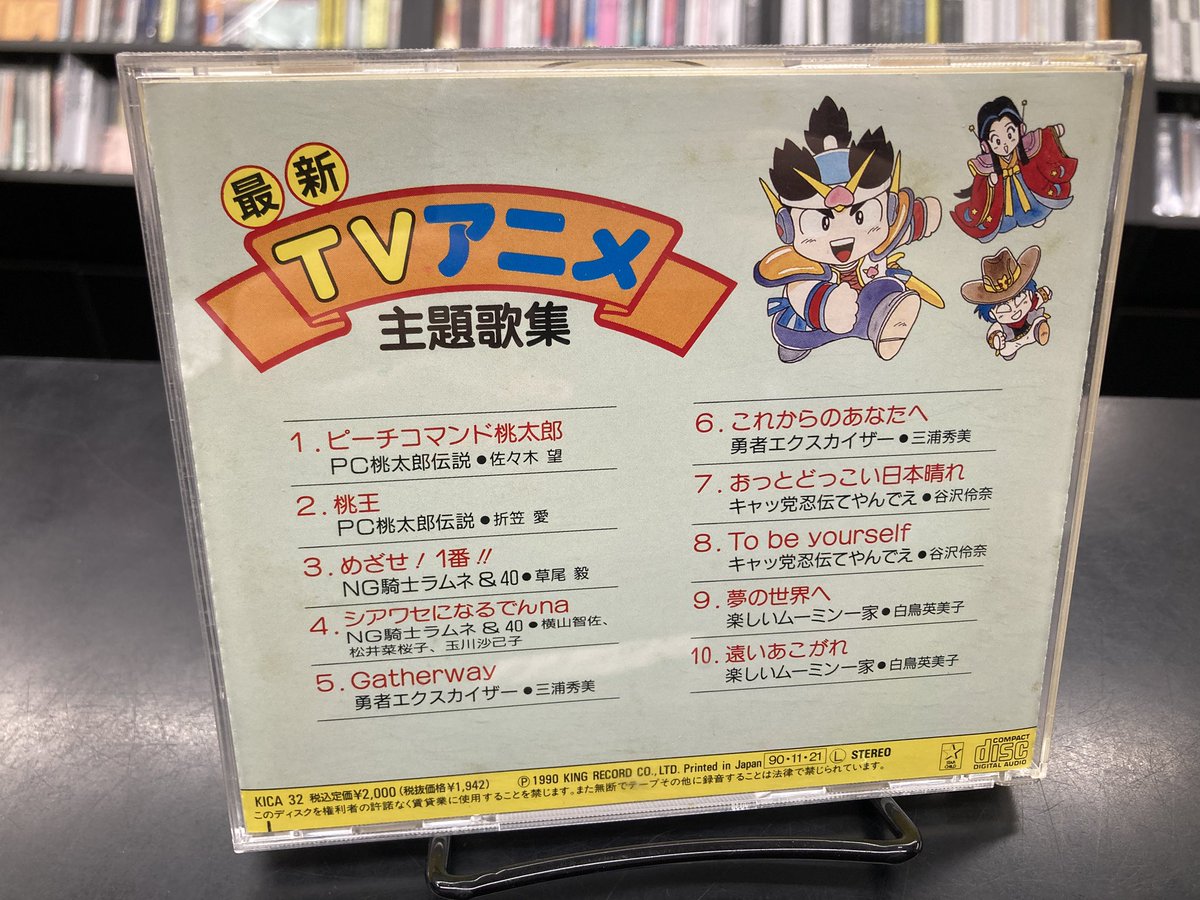 最新
TVアニメ
主題歌集
1.ピーチコマンド桃太郎
PC桃太郎伝説●佐々木 望
2.桃王
PC桃太郎伝説●折笠 愛
3.めざせ!1番!!
NG騎士ラムネ&40●草尾 毅
4.シアワセになるでんna
NG騎士ラムネ&40●横山智佐、
松井菜桜子、玉川沙己子
5.Gatherway
勇者エクスカイザー●三浦秀美
6.これからのあなたへ
勇者エクスカイザー●三浦秀美
7.おっとどっこい日本晴れ
キャッ党忍伝てやんでえ●谷沢伶奈
8.To be yourself
キャッ党忍伝てやんでえ●谷沢伶奈
9.夢の世界へ
楽しいムーミン一家●白鳥英美子
10.遠いあこがれ
楽しいムーミン一家●白鳥英美子
KICA 32 税込定価¥2,000(税抜価格¥1,942) Ⓟ1990 KING RECORD CO., LTD. Printed in Japan 90・11・21 Ⓛ STEREO
このディスクを権利者の許諾なく賃貸業に使用することを禁じます。また無断でテープその他に録音することは法律で禁じられています。
COMPACT
disc
DIGITAL AUDIO